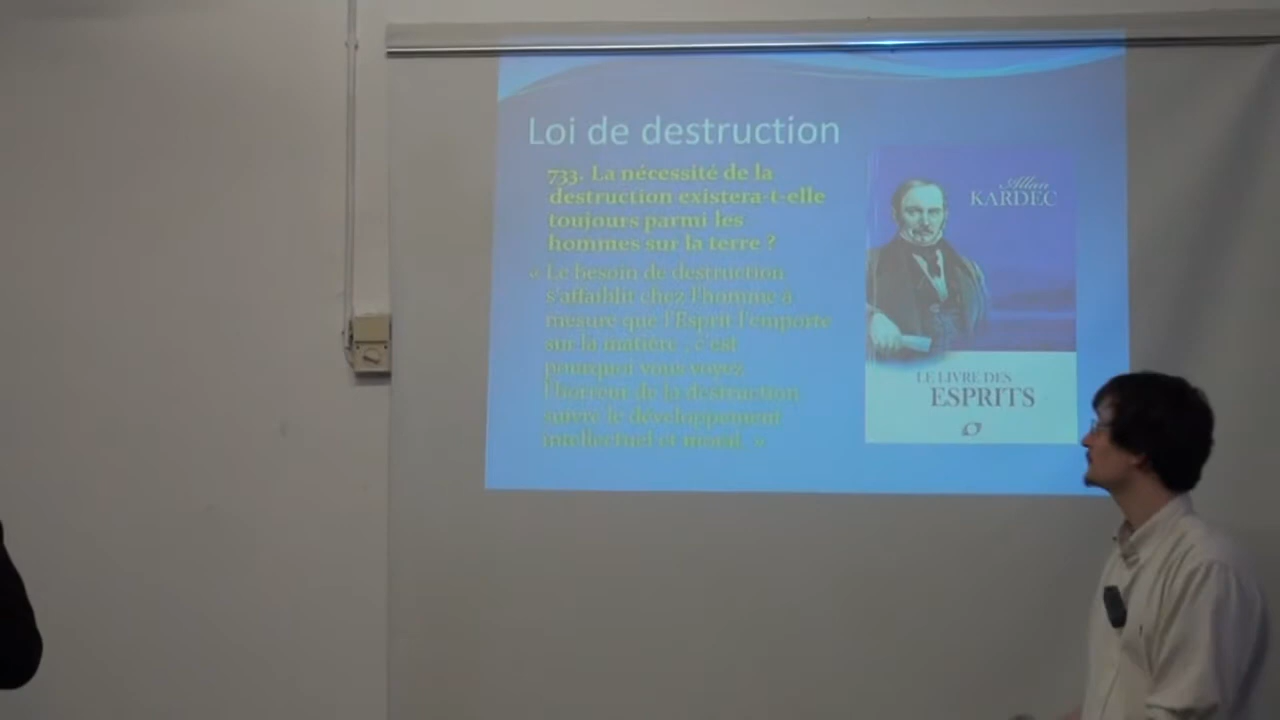 Loi de destruction
733. La nécessité de la
destruction existera-t-elle
toujours parmi les
hommes sur la terre ?
« Le besoin de destruction
s'affaiblit chez l'homme à
mesure que l'Esprit l'emporte
sur la matière ; c'est
pourquoi vous voyez
l'horreur de la destruction
suivre le développement
intellectuel et moral. »
Allan
KARDEC
LE LIVRE DES
ESPRITS